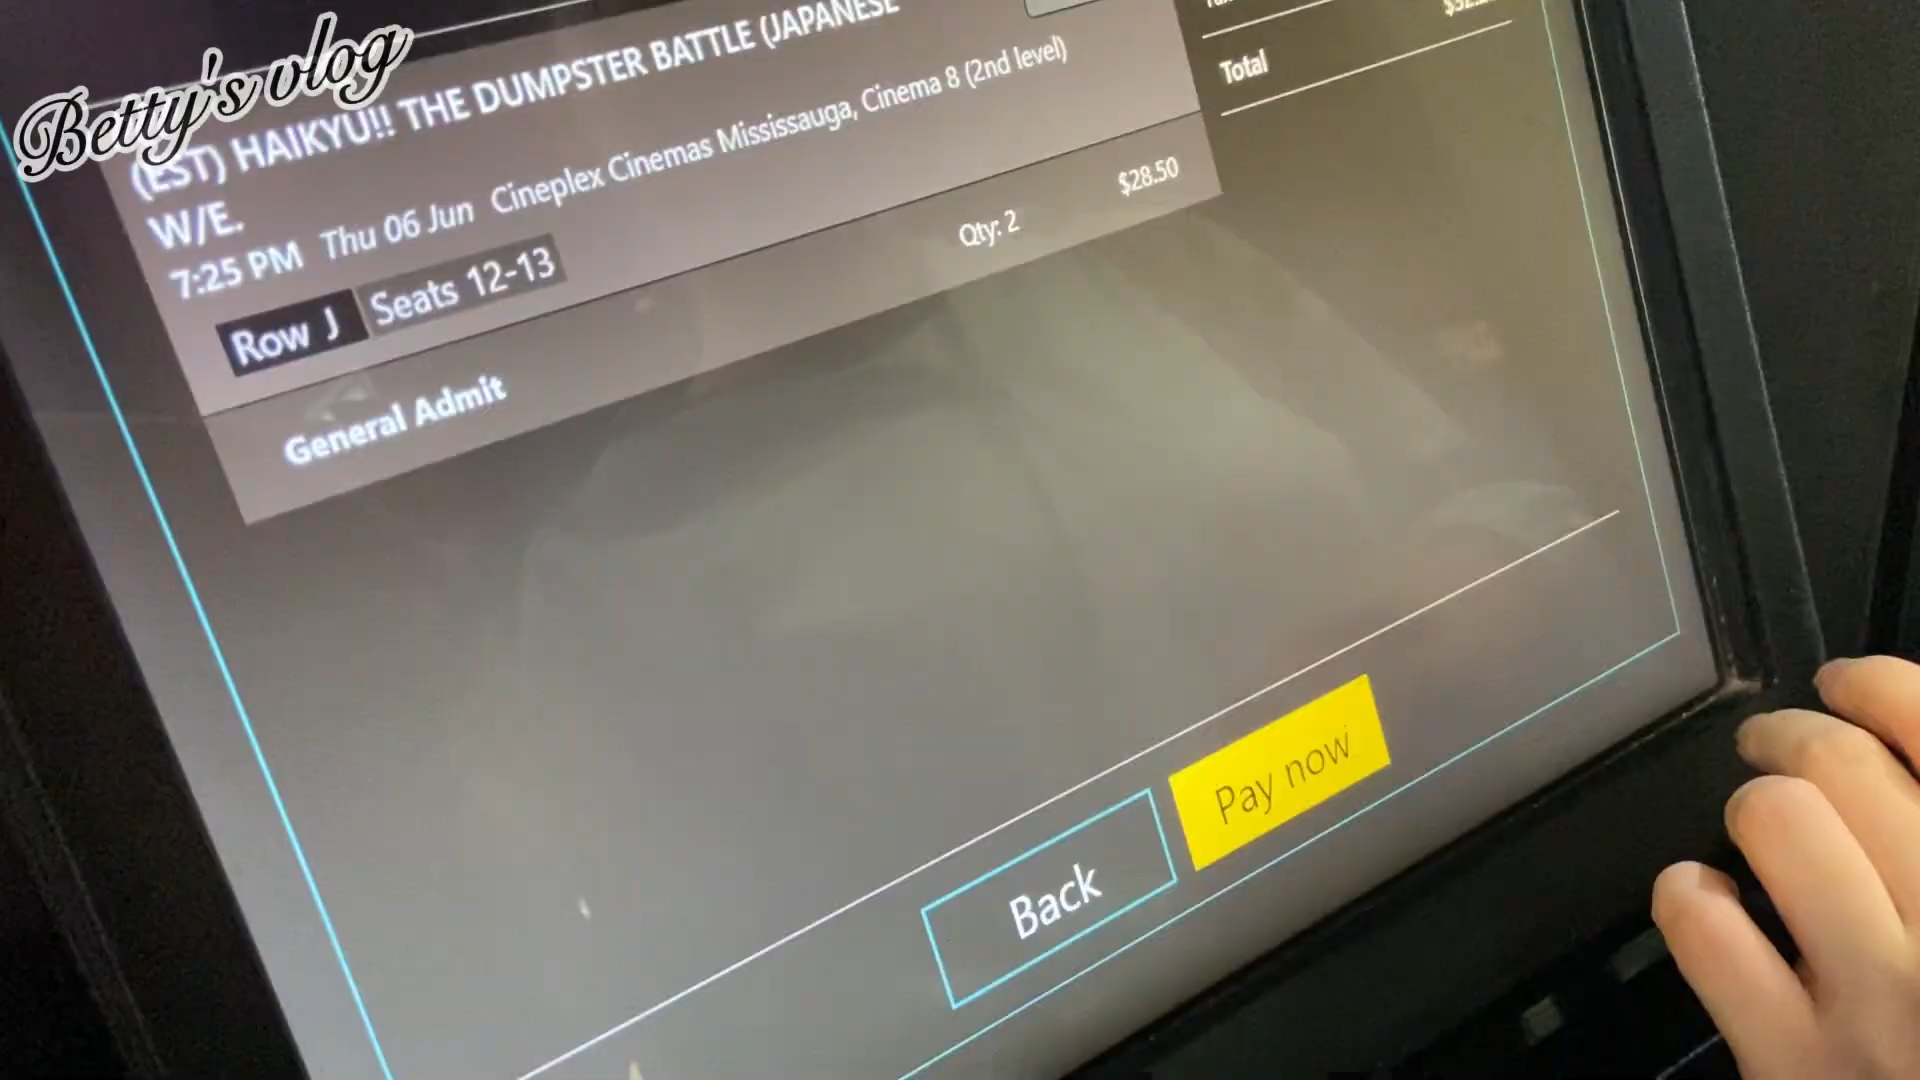 Betty's vlog
(EST) HAIKYU!! THE DUMPSTER BATTLE (JAPANESE
W/E.
7:25 PM Thu 06 Jun Cineplex Cinemas Mississauga, Cinema 8 (2nd level)
Row J Seats 12-13
General Admit Qty: 2 $28.50
Total
Back Pay now